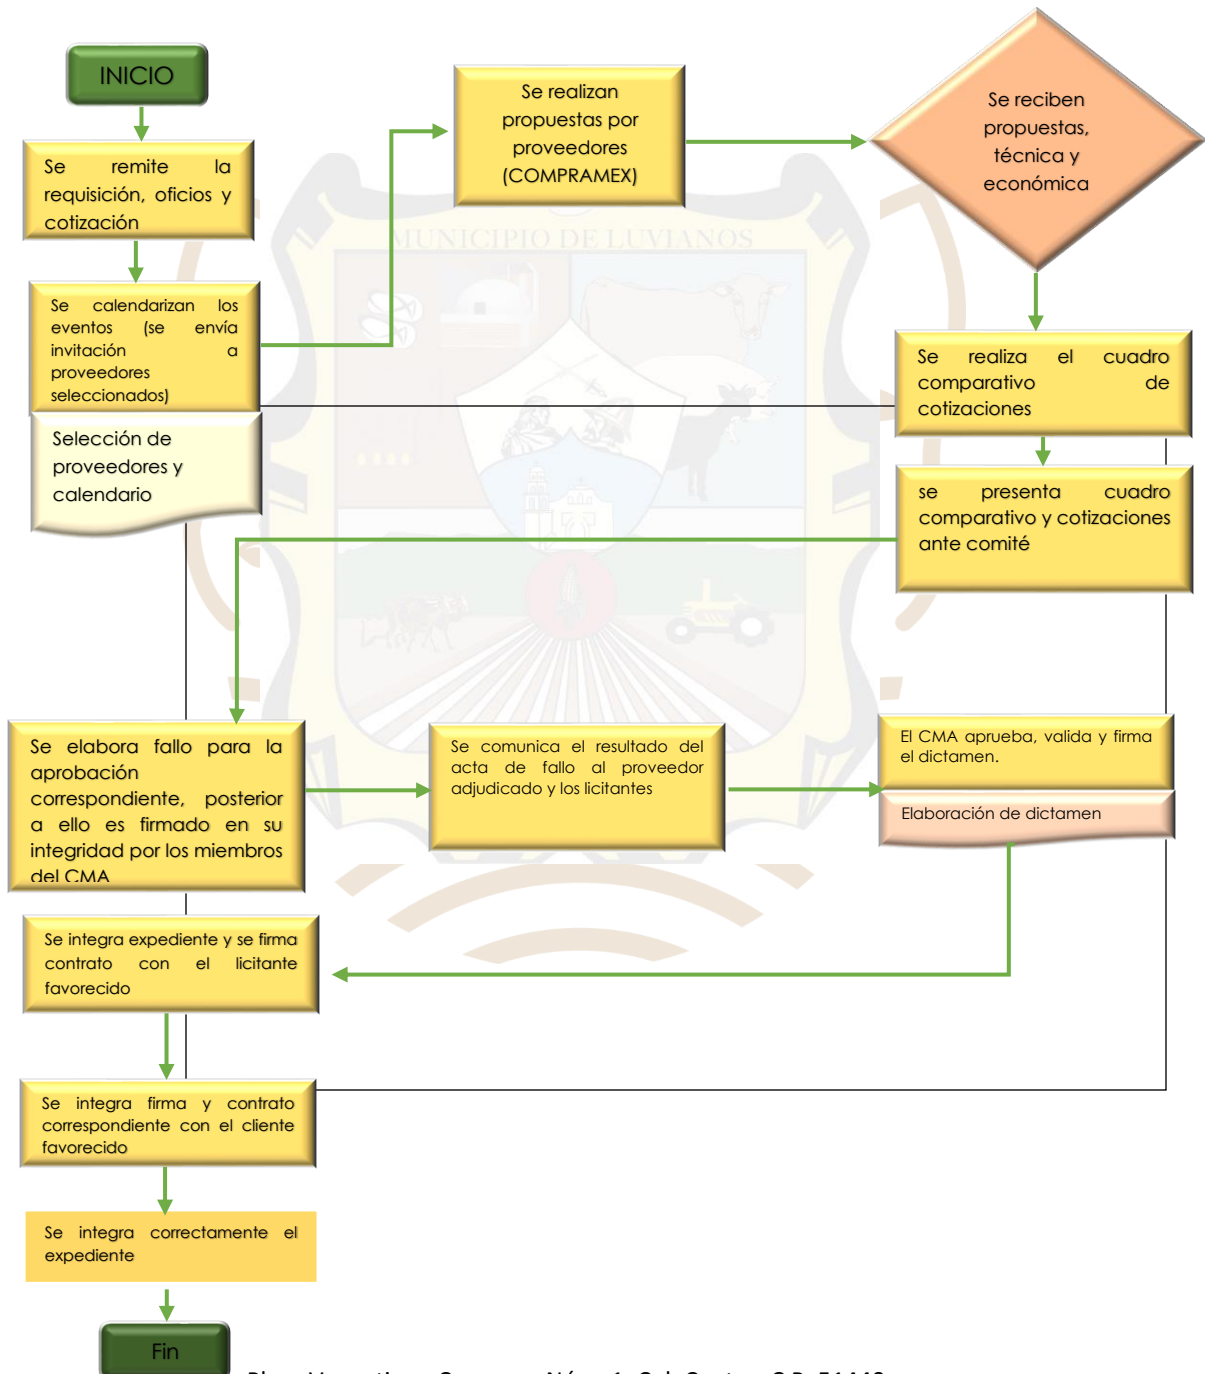 INICIO
Se remite la
requisición, oficios y
cotización
Se calendarizan los
eventos (se envía
invitación a
proveedores
seleccionados)
Selección de
proveedores y
calendario
Se realizan
propuestas por
proveedores
(COMPRAMEX)
Se reciben
propuestas,
técnica y
económica
MUNICIPIO DE LUVIANOS
Se realiza el cuadro
comparativo de
cotizaciones
se presenta cuadro
comparativo y cotizaciones
ante comité
Se elabora fallo para la
aprobación
correspondiente, posterior
a ello es firmado en su
integridad por los miembros
del CMA
Se comunica el resultado del
acta de fallo al proveedor
adjudicado y los licitantes
El CMA aprueba, valida y firma
el dictamen.
Elaboración de dictamen
Se integra expediente y se firma
contrato con el licitante
favorecido
Se integra firma y contrato
correspondiente con el cliente
favorecido
Se integra correctamente el
expediente
Fin